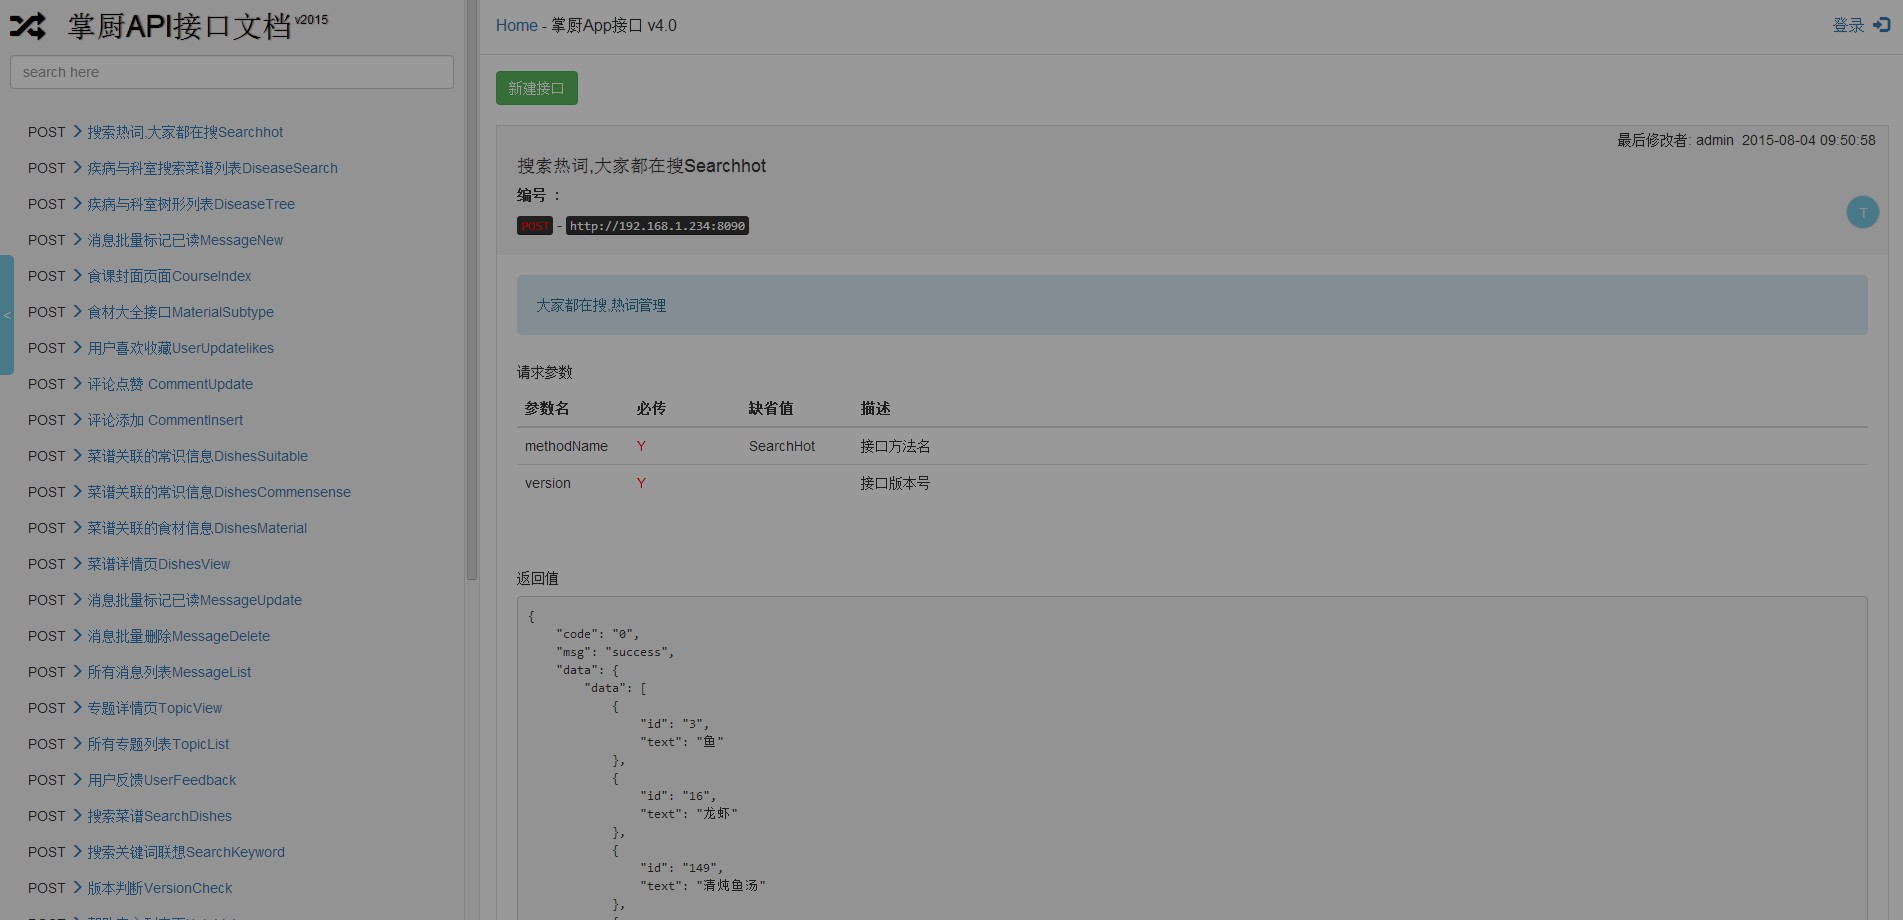 掌厨API接口文档 v2015
search here
POST 搜索热词,大家都在搜Searchhot
POST 疾病与科室搜索菜谱列表DiseaseSearch
POST 疾病与科室树形列表DiseaseTree
POST 消息批量标记已读MessageNew
POST 食课封面页面CourseIndex
POST 食材大全接口MaterialSubtype
POST 用户喜欢收藏UserUpdatelikes
POST 评论点赞 CommentUpdate
POST 评论添加 CommentInsert
POST 菜谱关联的常识信息DishesSuitable
POST 菜谱关联的常识信息DishesCommensense
POST 菜谱关联的食材信息DishesMaterial
POST 菜谱详情页DishesView
POST 消息批量标记已读MessageUpdate
POST 消息批量删除MessageDelete
POST 所有消息列表MessageList
POST 专题详情页TopicView
POST 所有专题列表TopicList
POST 用户反馈UserFeedback
POST 搜索菜谱SearchDishes
POST 搜索关键词联想SearchKeyword
POST 版本判断VersionCheck
<
Home - 掌厨App接口 v4.0
登录
新建接口
最后修改者: admin 2015-08-04 09:50:58
搜索热词,大家都在搜Searchhot
编号 ：
POST - http://192.168.1.234:8090
T
大家都在搜,热词管理
请求参数
参数名 必传 缺省值 描述
methodName Y SearchHot 接口方法名
version Y 接口版本号
返回值
{
"code": "0",
"msg": "success",
"data": {
"data": [
{
"id": "3",
"text": "鱼"
},
{
"id": "16",
"text": "龙虾"
},
{
"id": "149",
"text": "清炖鱼汤"
},
{